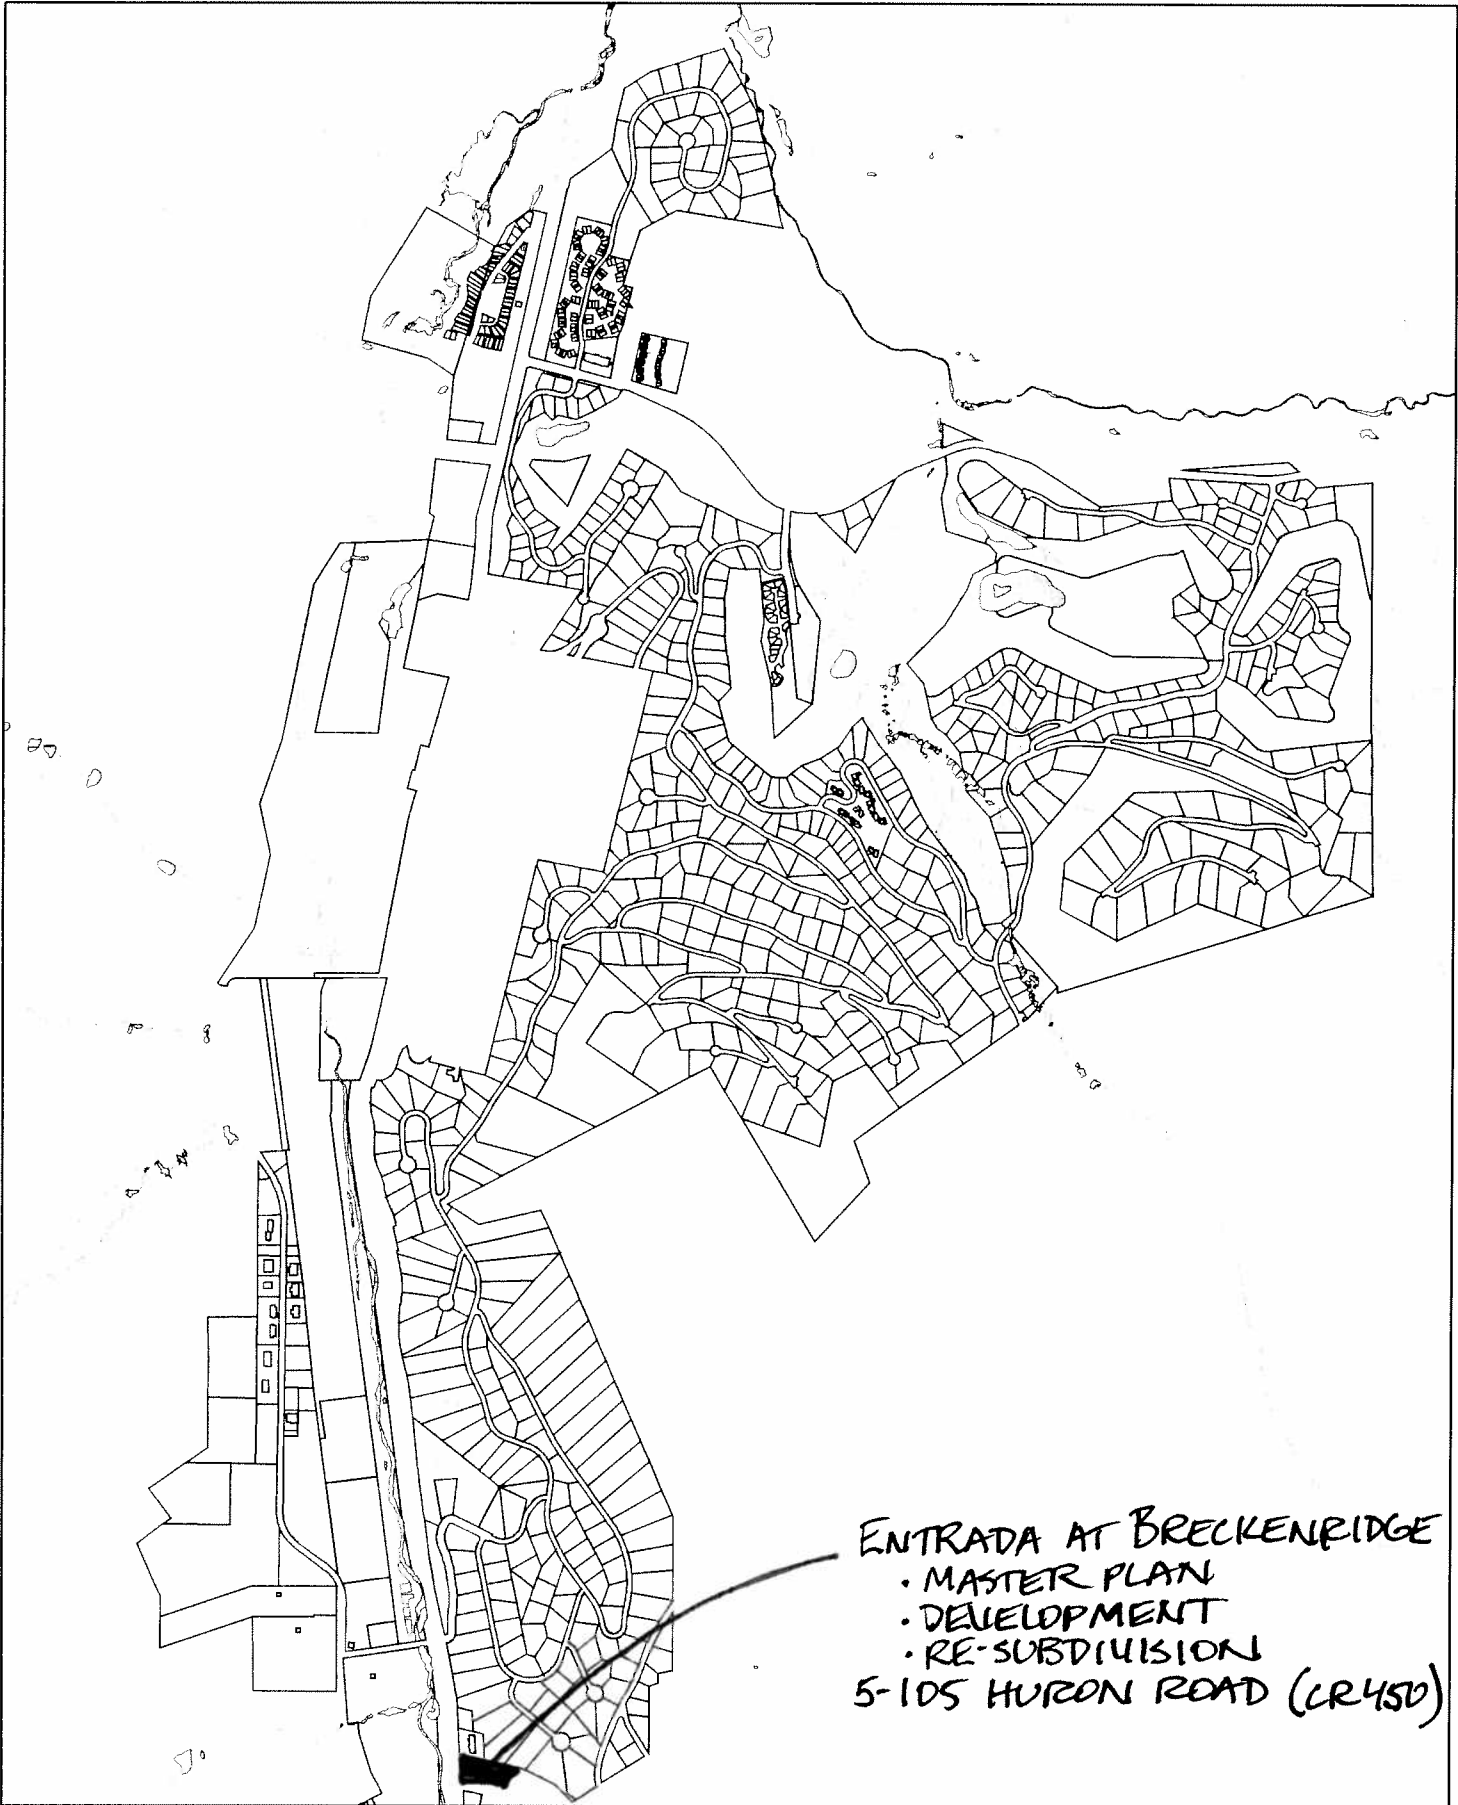 ENTRADA AT BRECKENRIDGE
• MASTER PLAN
• DEVELOPMENT
• RE-SUBDIVISION
5-105 HURON ROAD (CR450)